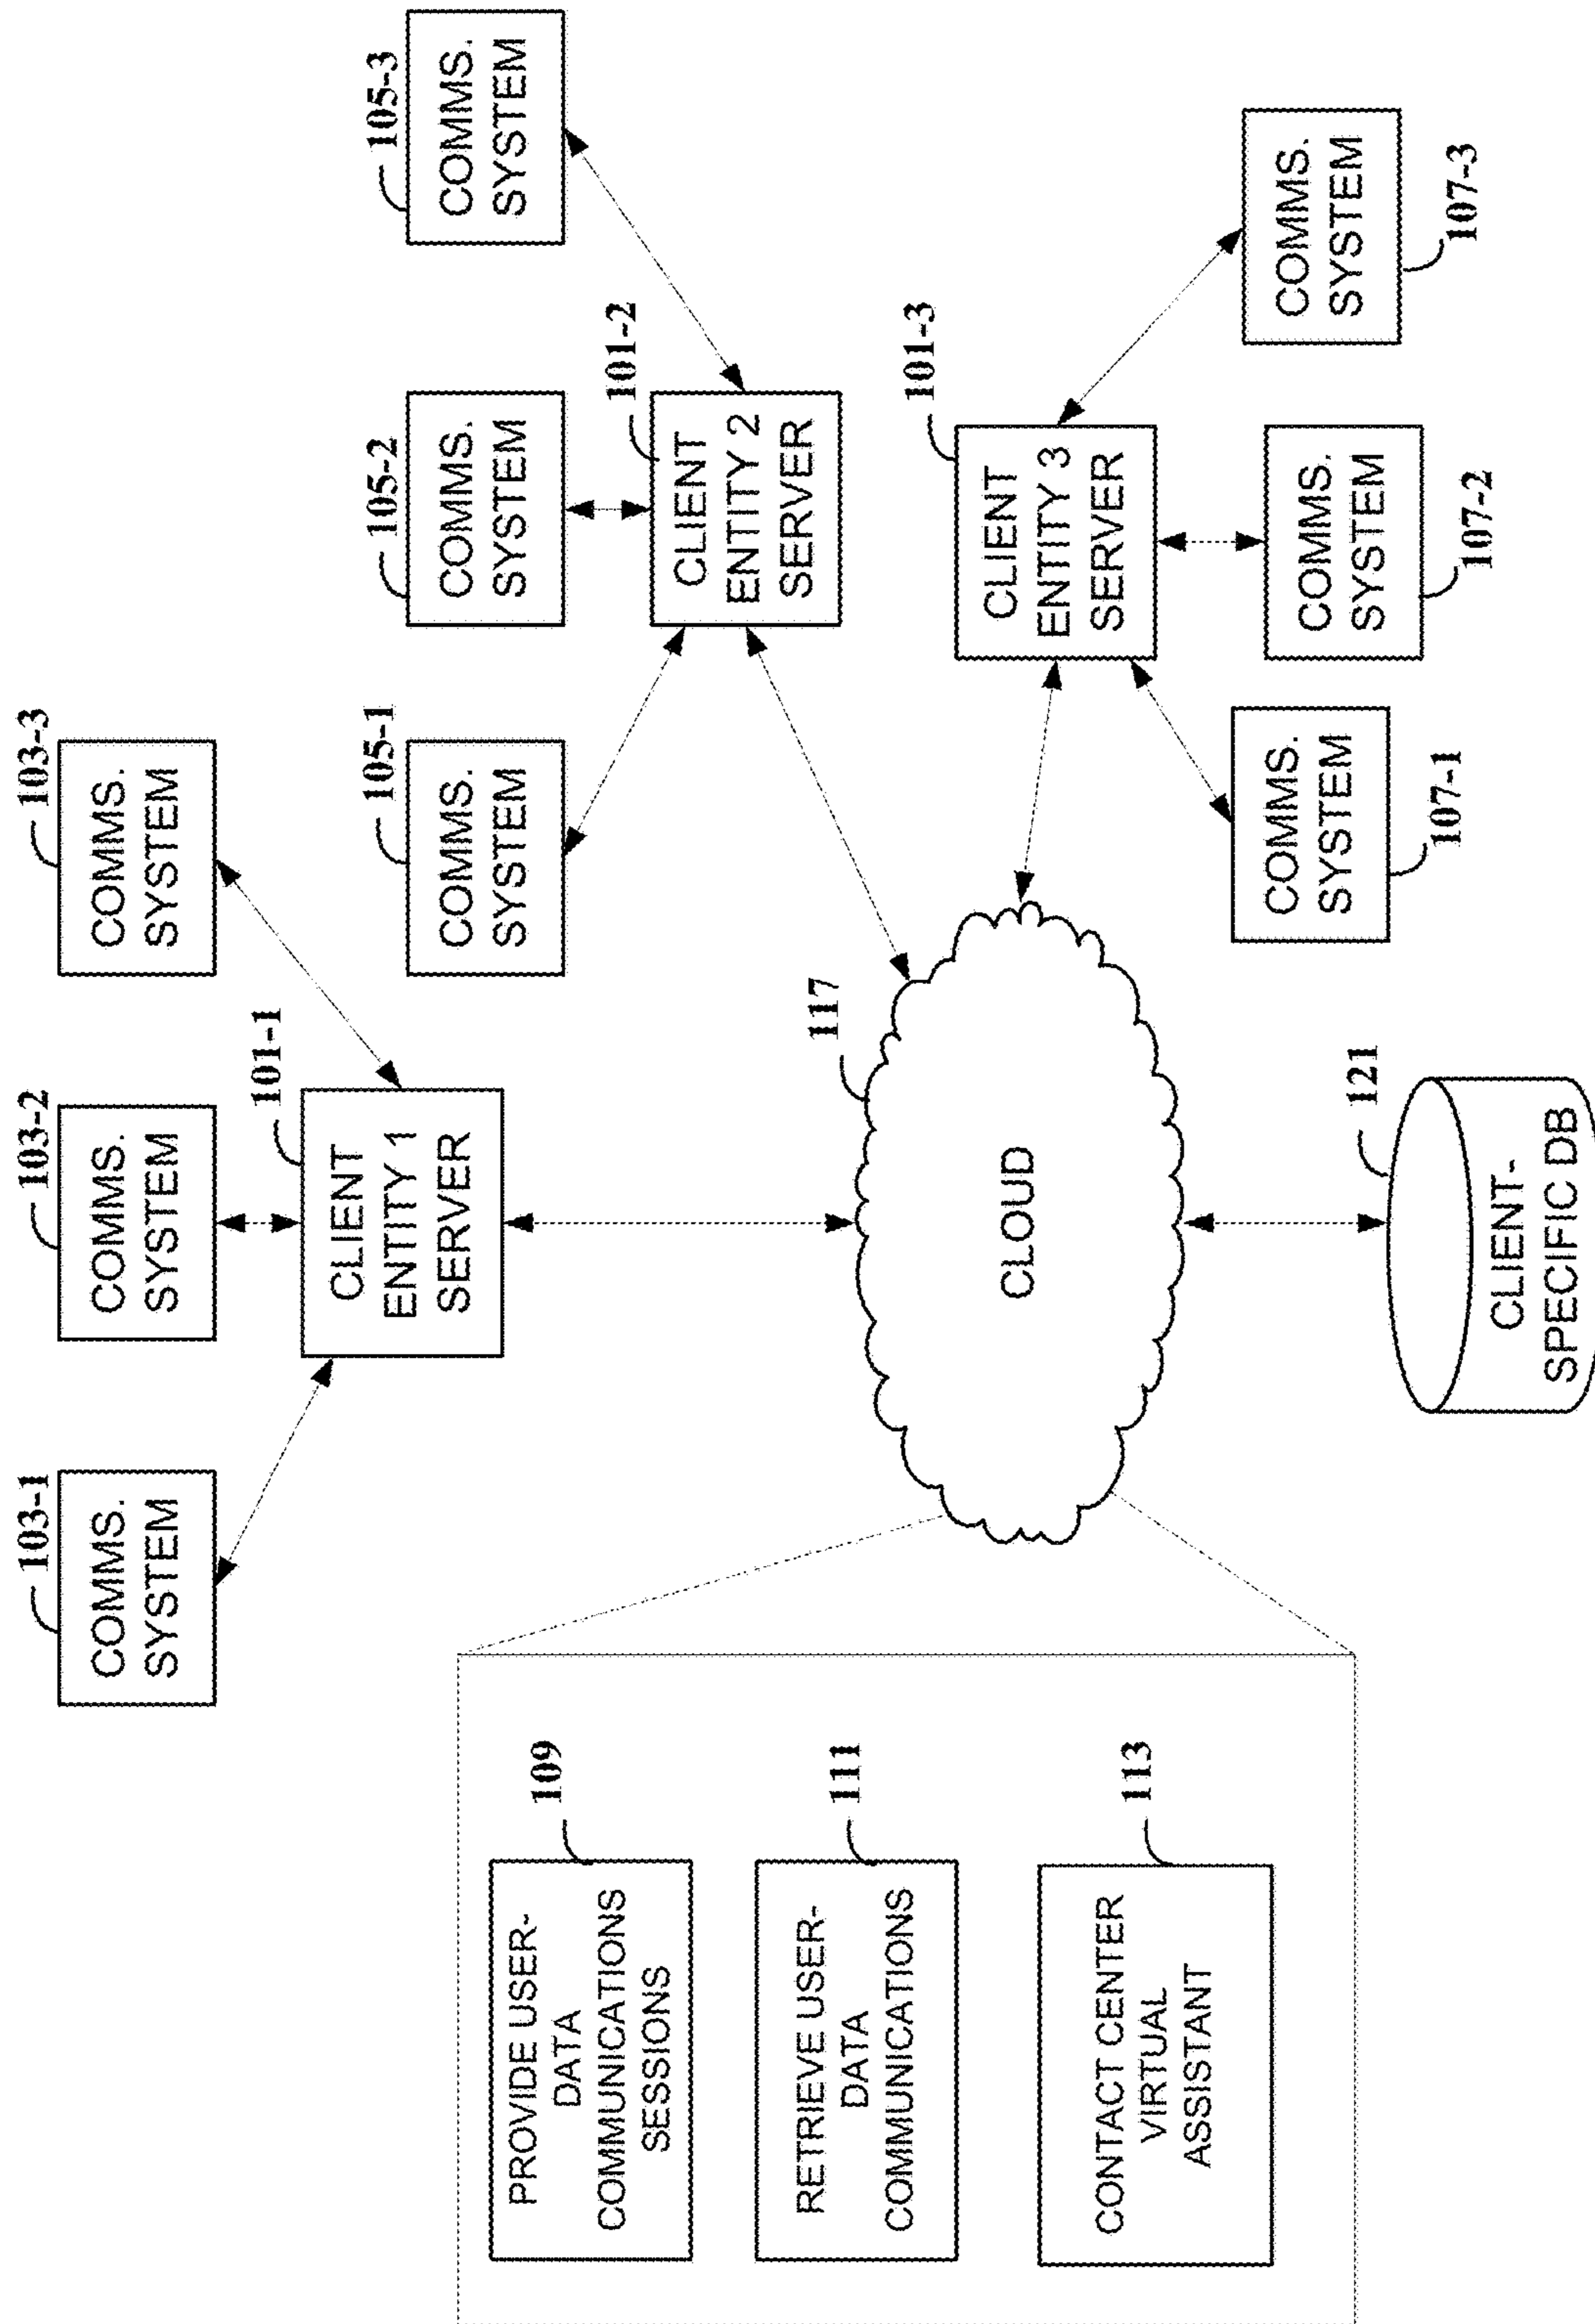 103-1
COMMS.
SYSTEM
103-2
COMMS.
SYSTEM
103-3
COMMS.
SYSTEM
101-1
CLIENT
ENTITY 1
SERVER
105-1
COMMS.
SYSTEM
105-2
COMMS.
SYSTEM
105-3
COMMS.
SYSTEM
101-2
CLIENT
ENTITY 2
SERVER
109
PROVIDE USER-
DATA
COMMUNICATIONS
SESSIONS
111
RETRIEVE USER-
DATA
COMMUNICATIONS
113
CONTACT CENTER
VIRTUAL
ASSISTANT
117
CLOUD
101-3
CLIENT
ENTITY 3
SERVER
COMMS.
SYSTEM
107-1
COMMS.
SYSTEM
107-2
COMMS.
SYSTEM
107-3
121
CLIENT-
SPECIFIC DB